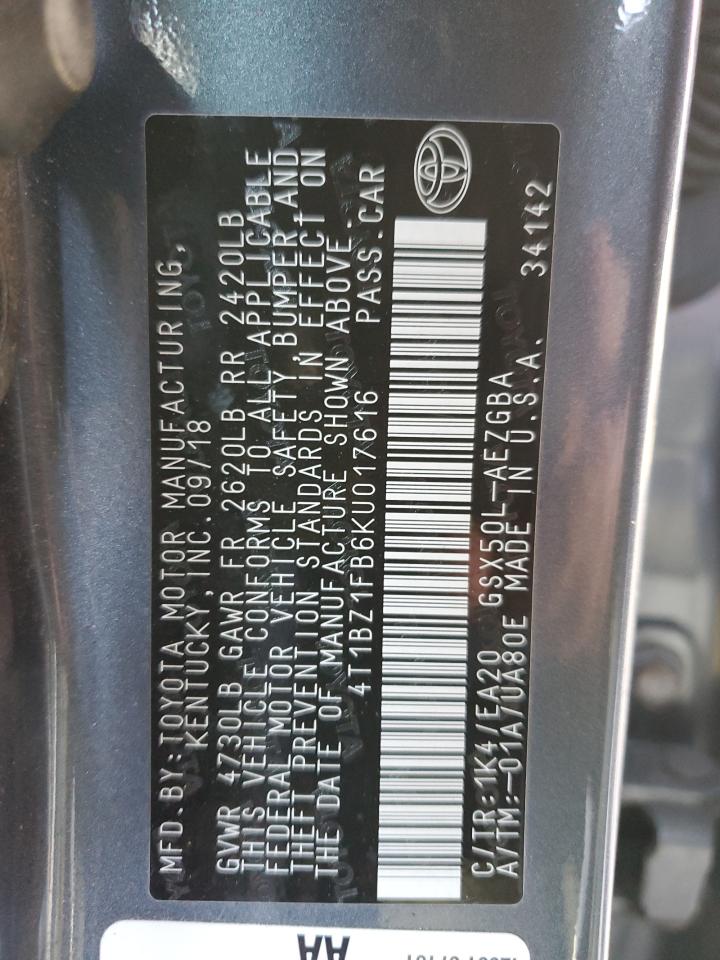 MFD.BY:TOYOTA MOTOR MANUFACTURING,
KENTUCKY,INC.09/18
GVWR 4730LB GAWR FR 2620LB RR 2420LB
THIS VEHICLE CONFORMS TO ALL APPLICABLE
FEDERAL MOTOR VEHICLE SAFETY,BUMPER AND
THEFT PREVENTION STANDARDS IN EFFECT ON
THE DATE OF MANUFACTURE SHOWN ABOVE.
4T1BZ1FB6KU017616 PASS.CAR
C/TR:1K4/EA20 GSX50L-AEZGBA
A/TM:-01A/UA80E MADE IN U.S.A. 34142
AA